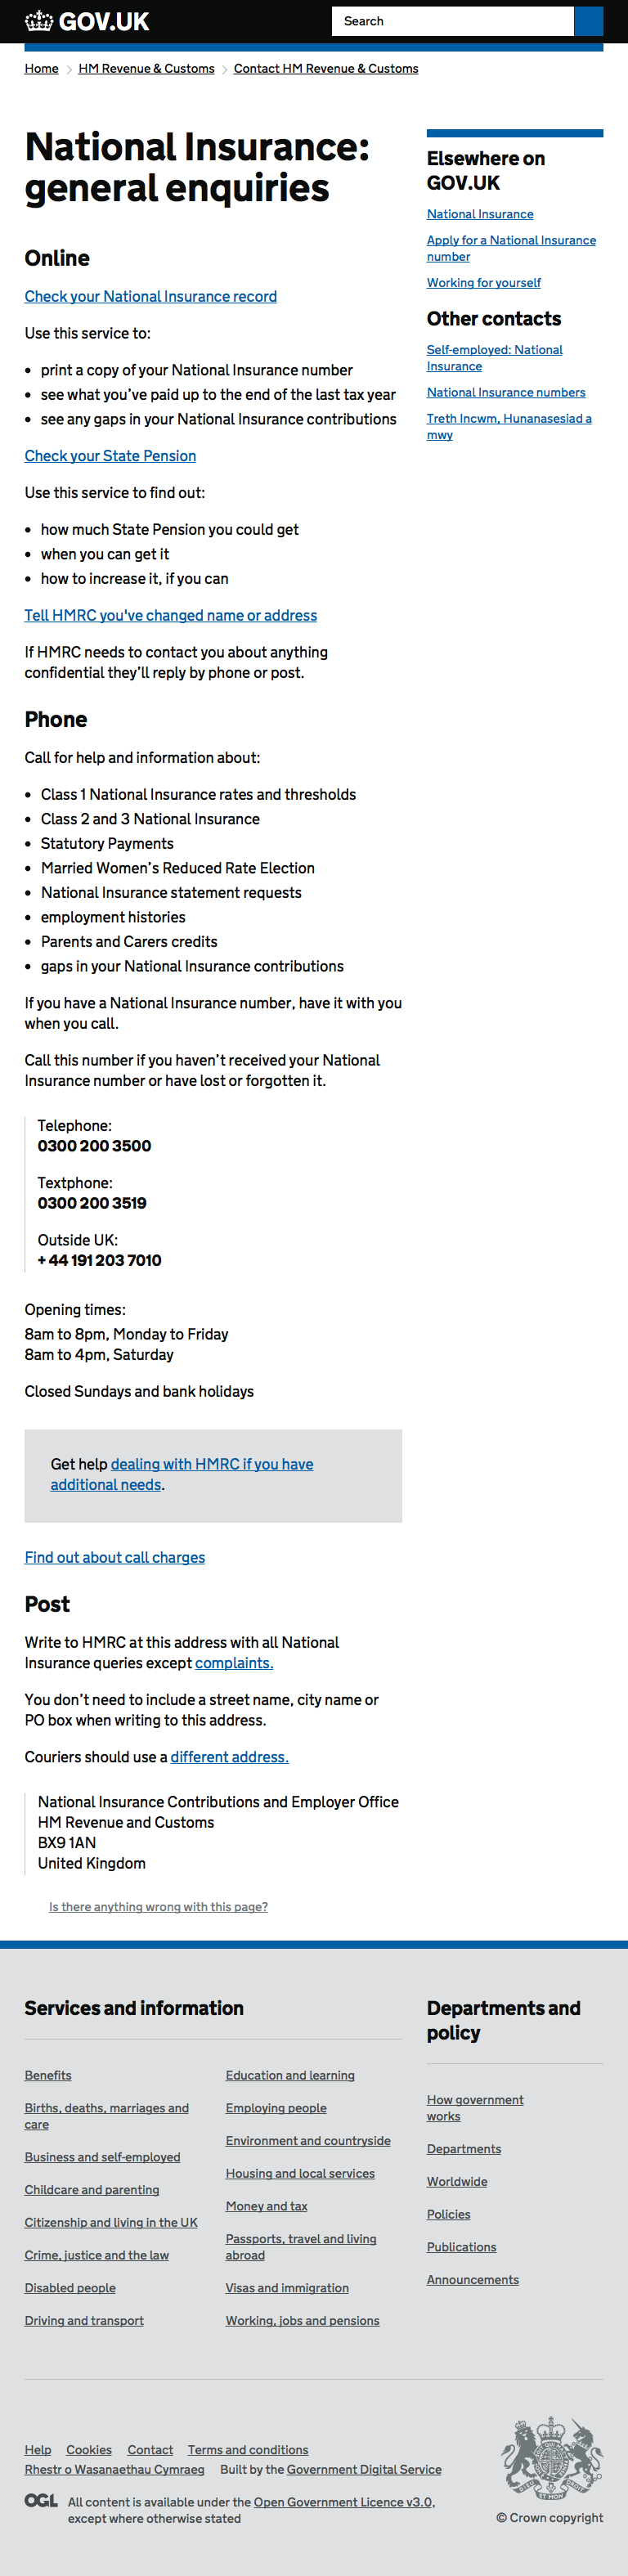 GOV.UK
Search
Home
HM Revenue & Customs
Contact HM Revenue & Customs
National Insurance:
general enquiries
Online
Check your National Insurance record
Use this service to:
• print a copy of your National Insurance number
• see what you’ve paid up to the end of the last tax year
• see any gaps in your National Insurance contributions
Check your State Pension
Use this service to find out:
• how much State Pension you could get
• when you can get it
• how to increase it, if you can
Tell HMRC you've changed name or address
If HMRC needs to contact you about anything
confidential they’ll reply by phone or post.
Phone
Call for help and information about:
• Class 1 National Insurance rates and thresholds
• Class 2 and 3 National Insurance
• Statutory Payments
• Married Women’s Reduced Rate Election
• National Insurance statement requests
• employment histories
• Parents and Carers credits
• gaps in your National Insurance contributions
If you have a National Insurance number, have it with you
when you call.
Call this number if you haven’t received your National
Insurance number or have lost or forgotten it.
Telephone:
0300 200 3500
Textphone:
0300 200 3519
Outside UK:
+44 191 203 7010
Opening times:
8am to 8pm, Monday to Friday
8am to 4pm, Saturday
Closed Sundays and bank holidays
Get help dealing with HMRC if you have
additional needs.
Find out about call charges
Post
Write to HMRC at this address with all National
Insurance queries except complaints.
You don’t need to include a street name, city name or
PO box when writing to this address.
Couriers should use a different address.
National Insurance Contributions and Employer Office
HM Revenue and Customs
BX9 1AN
United Kingdom
Is there anything wrong with this page?
Elsewhere on
GOV.UK
National Insurance
Apply for a National Insurance
number
Working for yourself
Other contacts
Self-employed: National
Insurance
National Insurance numbers
Treth Incwm, Hunanasesiad a
mwy
Services and information
Benefits
Births, deaths, marriages and
care
Business and self-employed
Childcare and parenting
Citizenship and living in the UK
Crime, justice and the law
Disabled people
Driving and transport
Education and learning
Employing people
Environment and countryside
Housing and local services
Money and tax
Passports, travel and living
abroad
Visas and immigration
Working, jobs and pensions
Departments and
policy
How government
works
Departments
Worldwide
Policies
Publications
Announcements
Help
Cookies
Contact
Terms and conditions
Rhestr o Wasanaethau Cymraeg
Built by the Government Digital Service
OGL
All content is available under the Open Government Licence v3.0,
except where otherwise stated
© Crown copyright